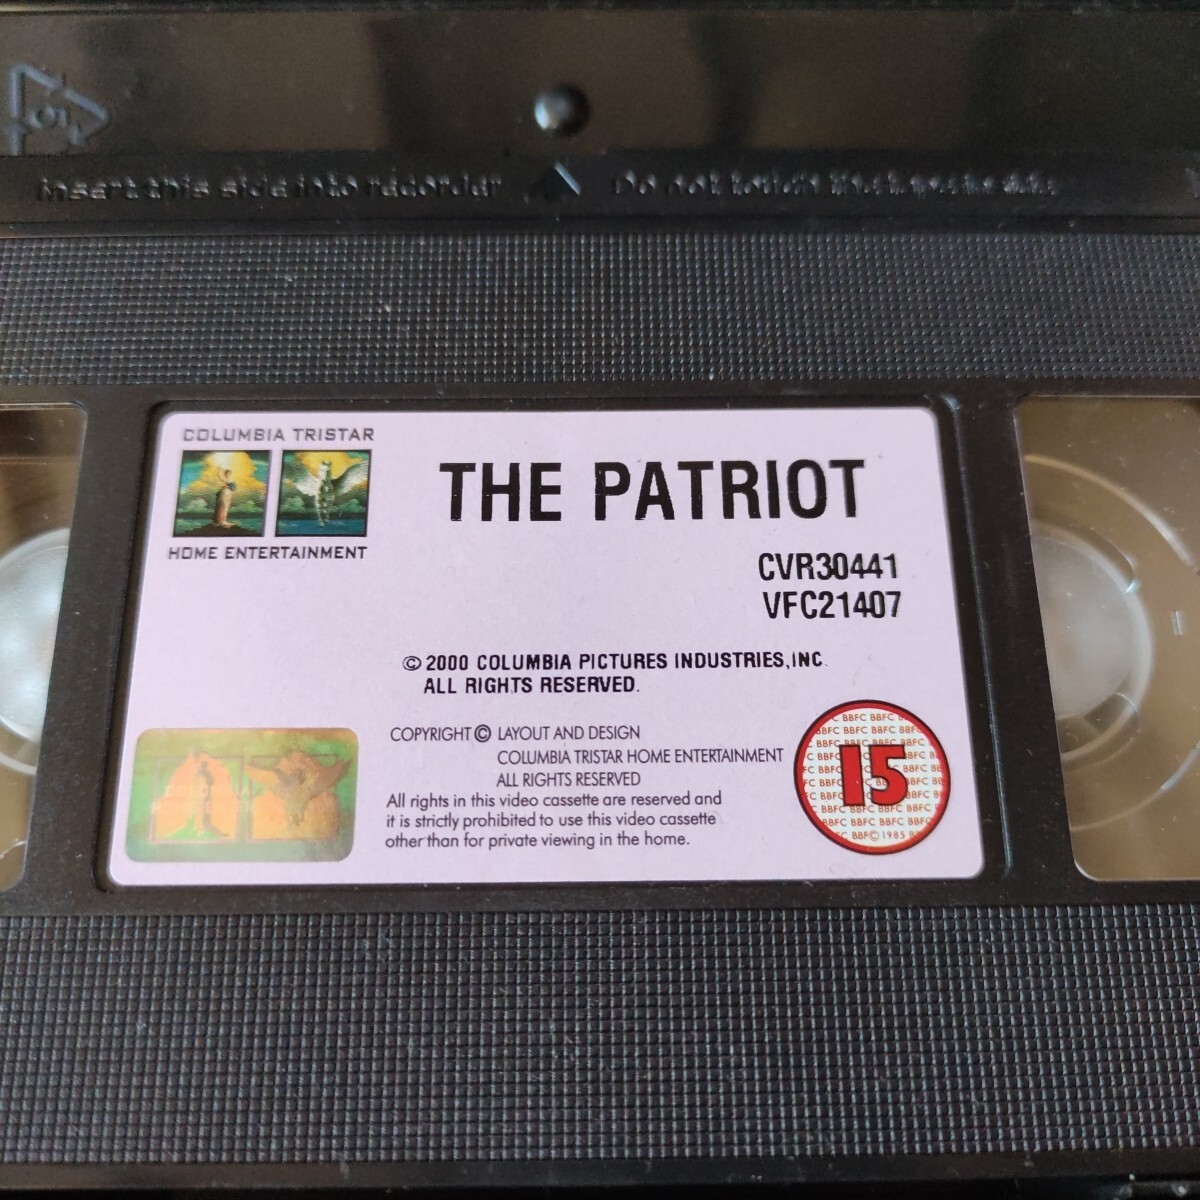 5
Insert this side into recorder
Do not touch the tape inside
COLUMBIA TRISTAR
HOME ENTERTAINMENT
THE PATRIOT
CVR30441
VFC21407
© 2000 COLUMBIA PICTURES INDUSTRIES, INC.
ALL RIGHTS RESERVED.
COPYRIGHT © LAYOUT AND DESIGN
COLUMBIA TRISTAR HOME ENTERTAINMENT
ALL RIGHTS RESERVED
All rights in this video cassette are reserved and
it is strictly prohibited to use this video cassette
other than for private viewing in the home.
15
BBFC © 1985